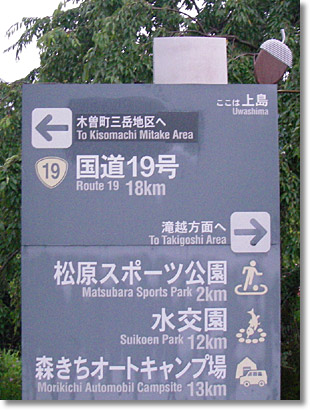 ここは上島
Uwashima
木曽町三岳地区へ
To Kisomachi Mitake Area
19 国道19号
Route 19 18km
滝越方面へ
To Takigoshi Area
松原スポーツ公園
Matsubara Sports Park 2km
水交園
Suikoen Park 12km
森きちオートキャンプ場
Morikichi Automobil Campsite 13km